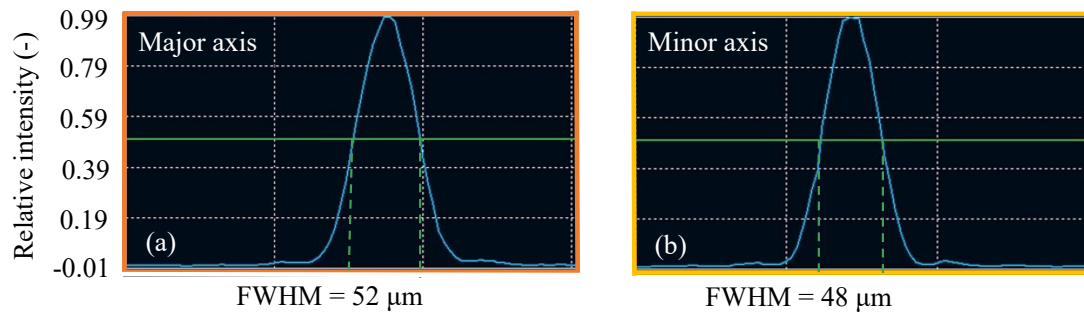 Relative intensity (-)
0.99
0.79
0.59
0.39
0.19
-0.01
Major axis
(a)
FWHM = 52 μm
Minor axis
(b)
FWHM = 48 μm